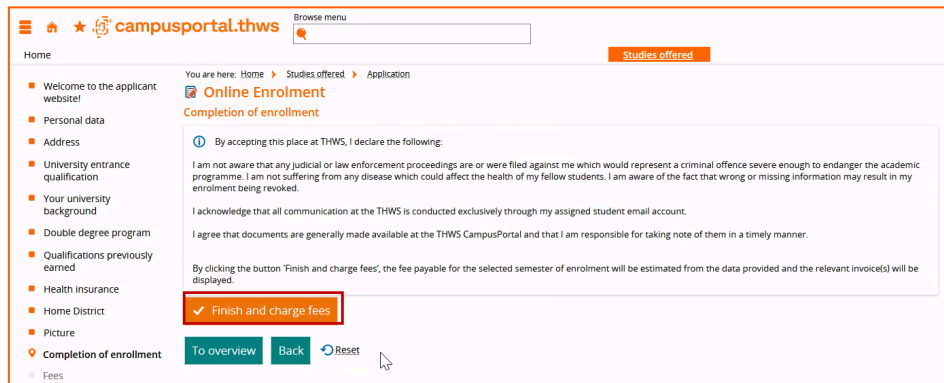 Browse menu
campusportal.thws
Home
Studies offered
You are here: Home Studies offered Application
Online Enrolment
Completion of enrollment
Welcome to the applicant
website!
Personal data
Address
University entrance
qualification
Your university
background
Double degree program
Qualifications previously
earned
Health insurance
Home District
Picture
Completion of enrollment
Fees
By accepting this place at THWS, I declare the following:
I am not aware that any judicial or law enforcement proceedings are or were filed against me which would represent a criminal offence severe enough to endanger the academic
programme. I am not suffering from any disease which could affect the health of my fellow students. I am aware of the fact that wrong or missing information may result in my
enrolment being revoked.
I acknowledge that all communication at the THWS is conducted exclusively through my assigned student email account.
I agree that documents are generally made available at the THWS CampusPortal and that I am responsible for taking note of them in a timely manner.
By clicking the button 'Finish and charge fees', the fee payable for the selected semester of enrolment will be estimated from the data provided and the relevant invoice(s) will be
displayed.
Finish and charge fees
To overview
Back
Reset